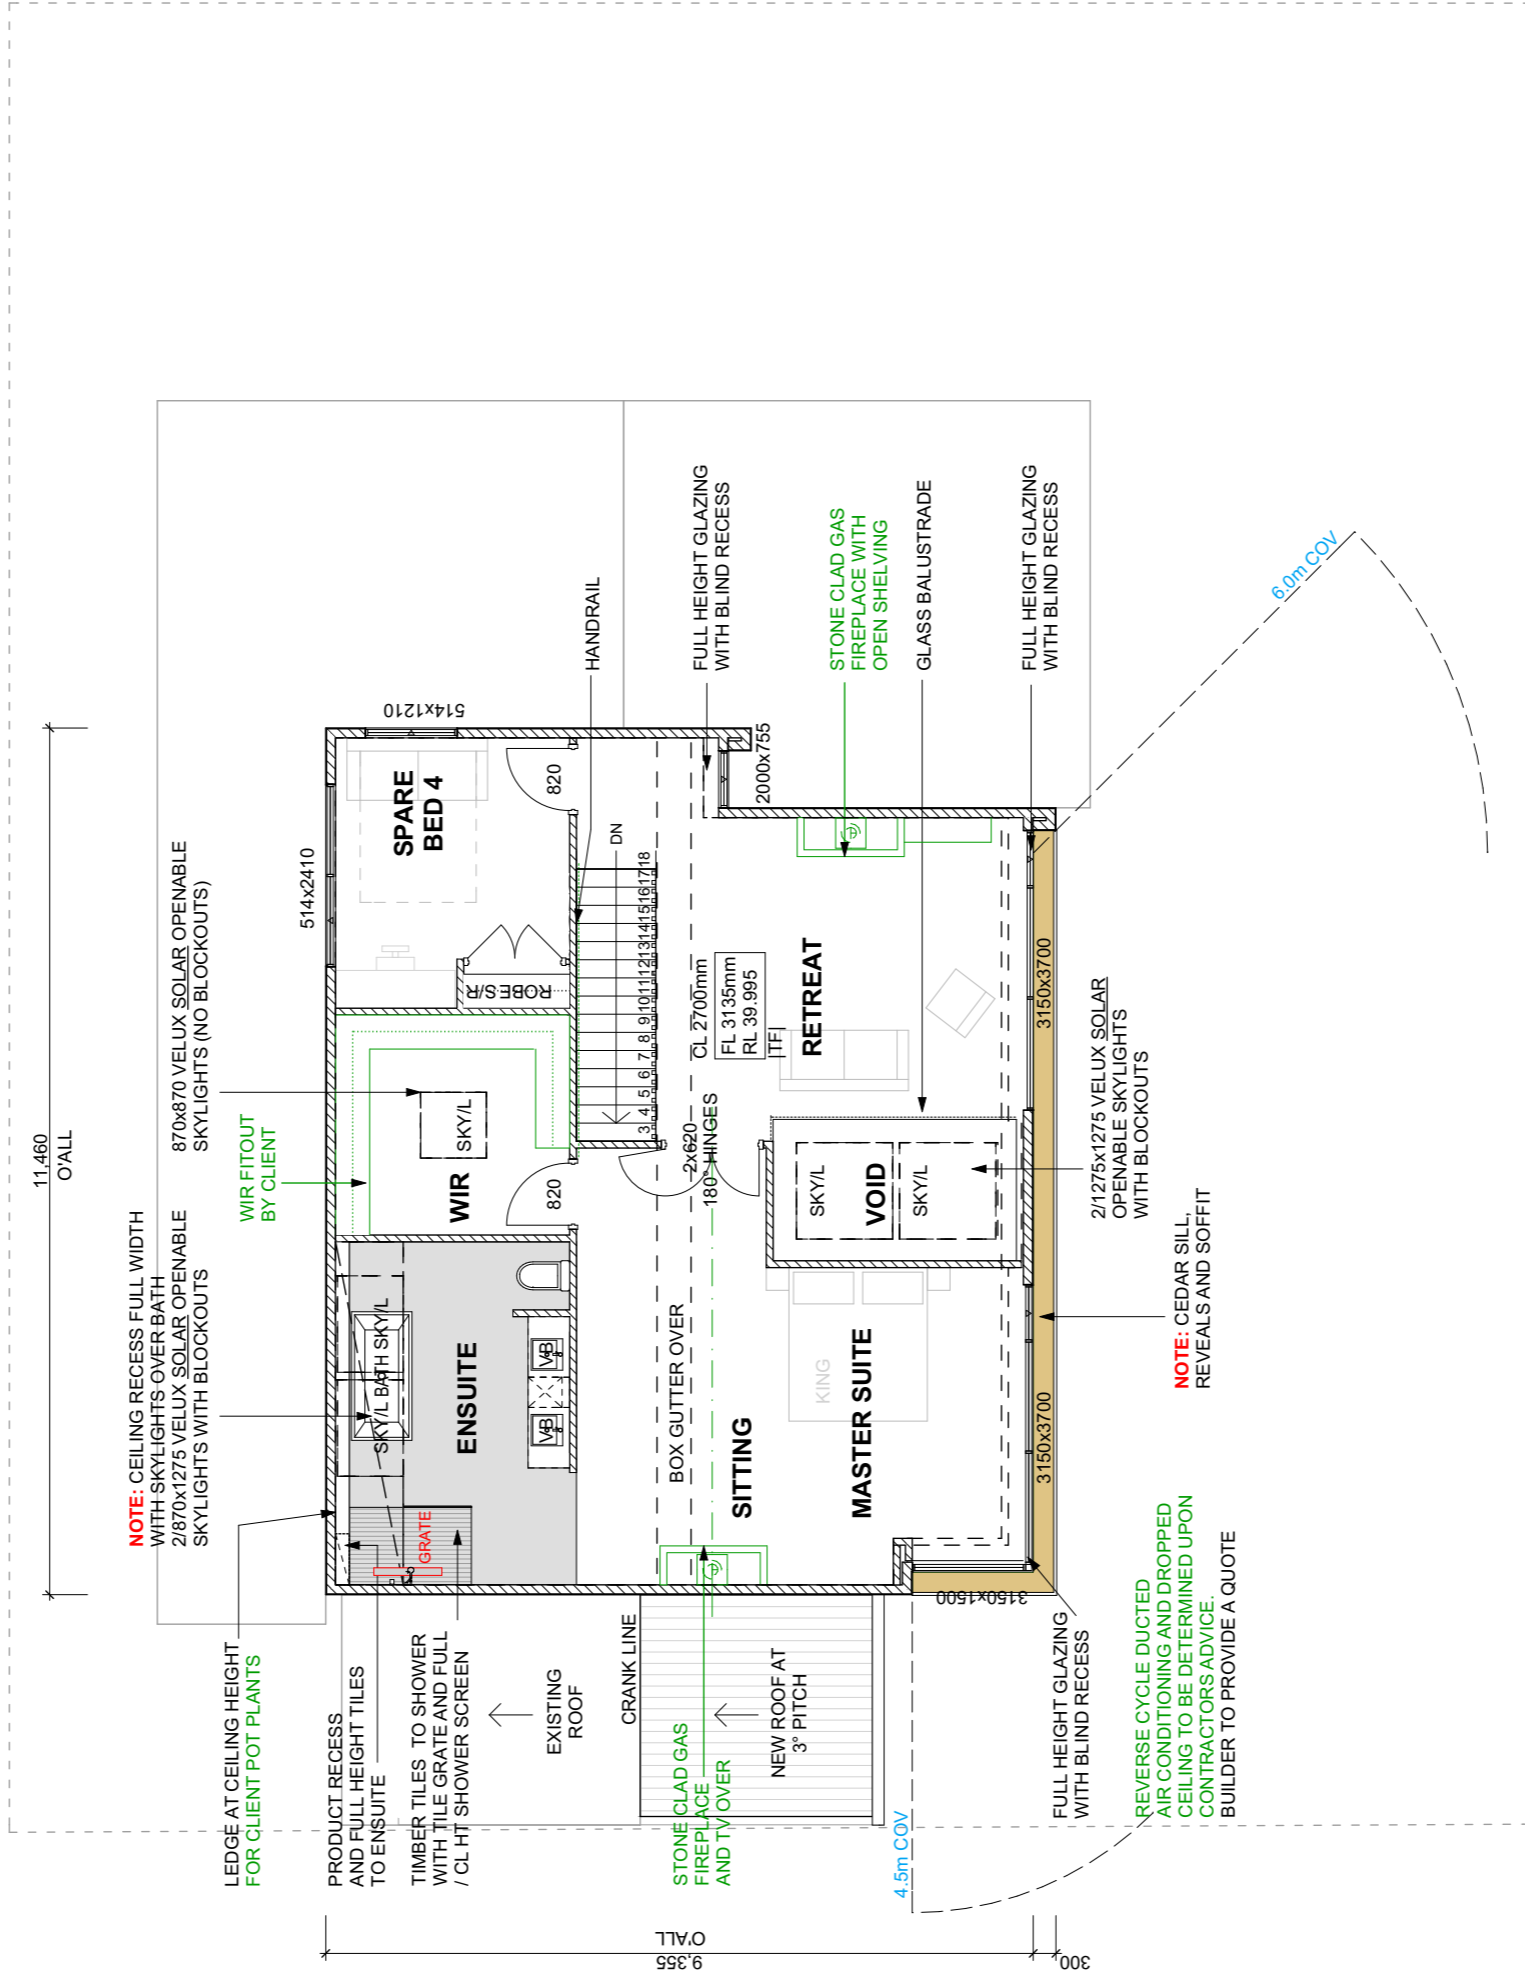 11,460
O'ALL
NOTE: CEILING RECESS FULL WIDTH
WITH SKYLIGHTS OVER BATH
2/870x1275 VELUX SOLAR OPENABLE
SKYLIGHTS WITH BLOCKOUTS
WIR FITOUT
BY CLIENT
870x870 VELUX SOLAR OPENABLE
SKYLIGHTS (NO BLOCKOUTS)
514x2410
514x1210
LEDGE AT CEILING HEIGHT
FOR CLIENT POT PLANTS
PRODUCT RECESS
AND FULL HEIGHT TILES
TO ENSUITE
TIMBER TILES TO SHOWER
WITH TILE GRATE AND FULL
/ CL HT SHOWER SCREEN
GRATE
SKY/L BATH SKY/L
ENSUITE
VB
VB
WIR
SKY/L
820
SPARE
BED 4
820
ROBE S/R
HANDRAIL
DN
3 4 5 6 7 8 9 10 11 12 13 14 15 16 17 18
EXISTING
ROOF
CRANK LINE
NEW ROOF AT
3° PITCH
STONE CLAD GAS
FIREPLACE
AND TV OVER
BOX GUTTER OVER
2x620
180° HINGES
CL 2700mm
FL 3135mm
RL 39.995
TF
SITTING
MASTER SUITE
KING
VOID
SKY/L
SKY/L
RETREAT
2000x755
FULL HEIGHT GLAZING
WITH BLIND RECESS
STONE CLAD GAS
FIREPLACE WITH
OPEN SHELVING
GLASS BALUSTRADE
FULL HEIGHT GLAZING
WITH BLIND RECESS
3150x1500
3150x3700
3150x3700
6.0m COV
4.5m COV
FULL HEIGHT GLAZING
WITH BLIND RECESS
REVERSE CYCLE DUCTED
AIR CONDITIONING AND DROPPED
CEILING TO BE DETERMINED UPON
CONTRACTORS ADVICE.
BUILDER TO PROVIDE A QUOTE
NOTE: CEDAR SILL,
REVEALS AND SOFFIT
2/1275x1275 VELUX SOLAR
OPENABLE SKYLIGHTS
WITH BLOCKOUTS
9,355
O'ALL
300